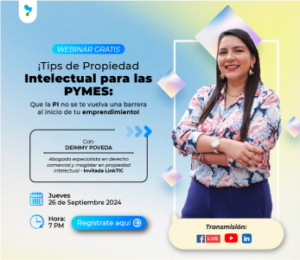 WEBINAR GRATIS
¡Tips de Propiedad
Intelectual para las
PYMES:
Que la PI no se te vuelva una barrera
al inicio de tu emprendimiento!
Con
DEIMMY POVEDA
Abogada especialista en derecho
comercial y magíster en propiedad
intelectual - Invitada LinkTIC
Jueves
26 de Septiembre 2024
Hora:
7 PM
Regístrate aquí
Transmisión:
LIVE